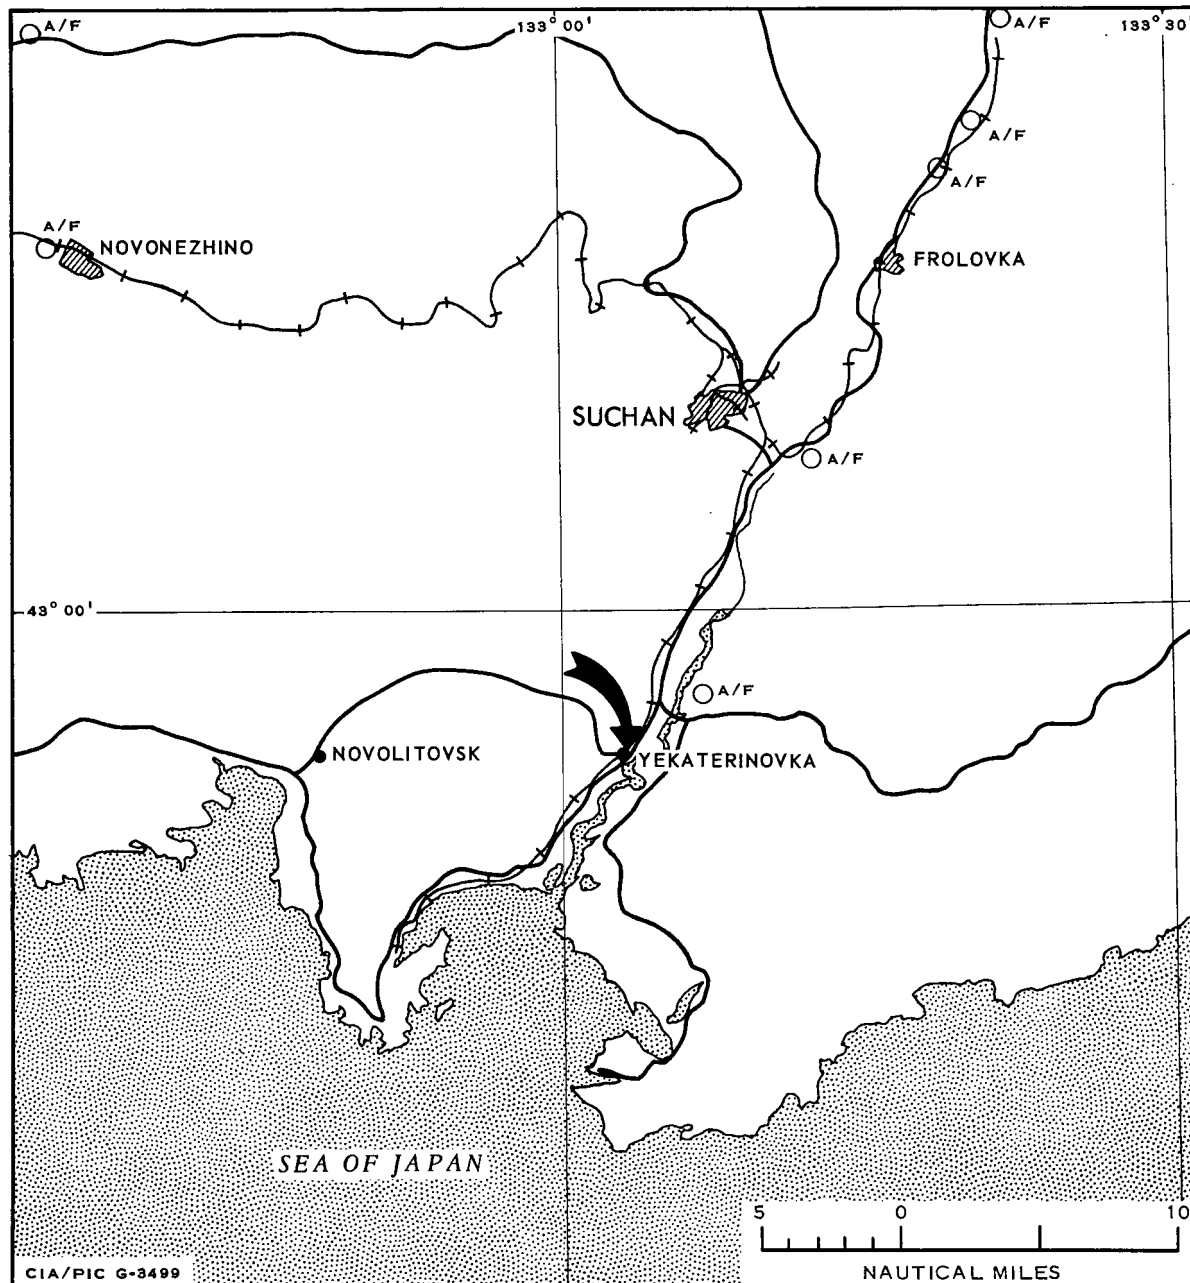 A/F
133° 00'
A/F
133° 30'
A/F
A/F
A/F
NOVONEZHINO
FROLOVKA
SUCHAN
A/F
43° 00'
A/F
NOVOLITOVSK
YEKATERINOVKA
SEA OF JAPAN
5 0 10
NAUTICAL MILES
CIA/PIC G-3499